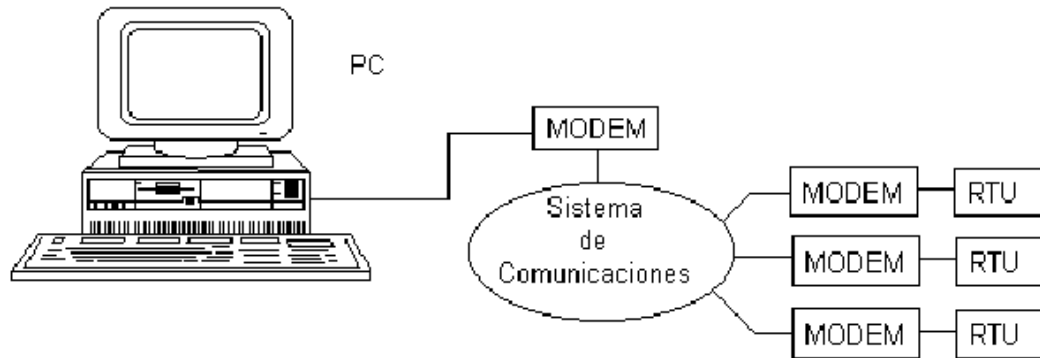 PC
MODEM
Sistema
de
Comunicaciones
MODEM
RTU
MODEM
RTU
MODEM
RTU